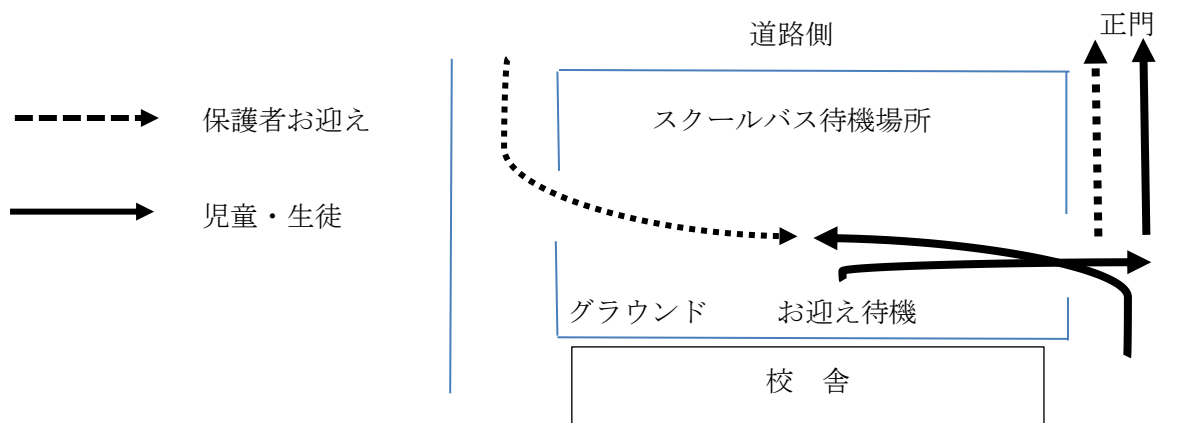 正門
道路側
保護者お迎え
スクールバス待機場所
児童・生徒
グラウンド
お迎え待機
校　舎